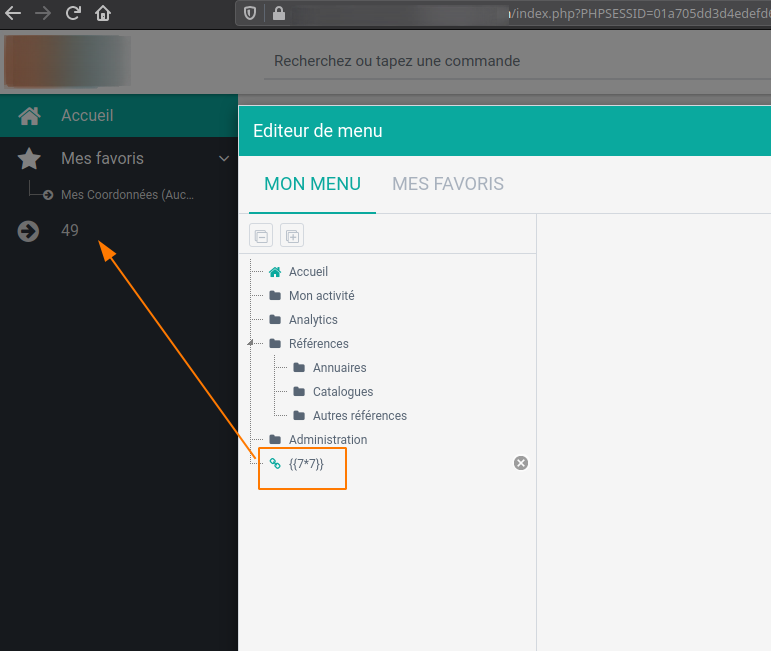 /index.php?PHPSESSID=01a705dd3d4edefd
Recherchez ou tapez une commande
Accueil
Mes favoris
Mes Coordonnées (Auc...
49
Editeur de menu
MON MENU MES FAVORIS
Accueil
Mon activité
Analytics
Références
Annuaires
Catalogues
Autres références
Administration
{{7*7}}